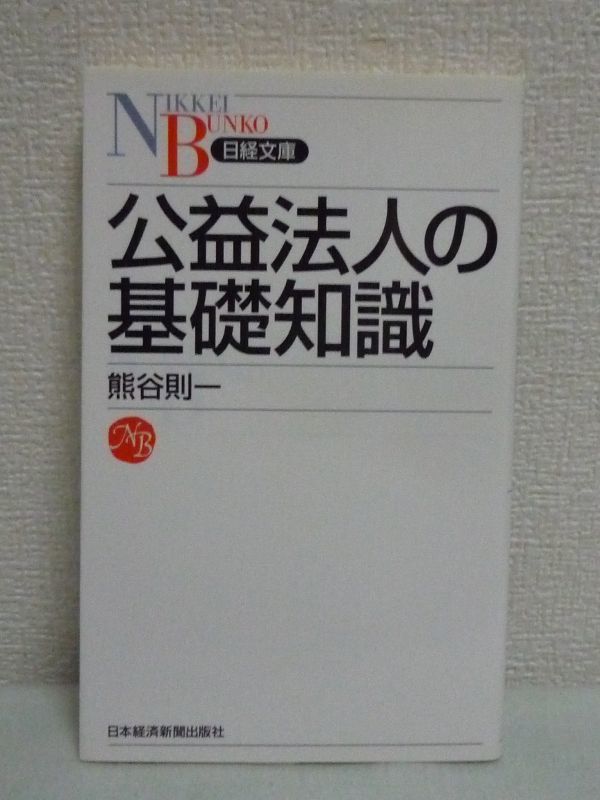 NIKKEI
BUNKO
日経文庫
公益法人の
基礎知識
熊谷則一
NB
日本経済新聞出版社